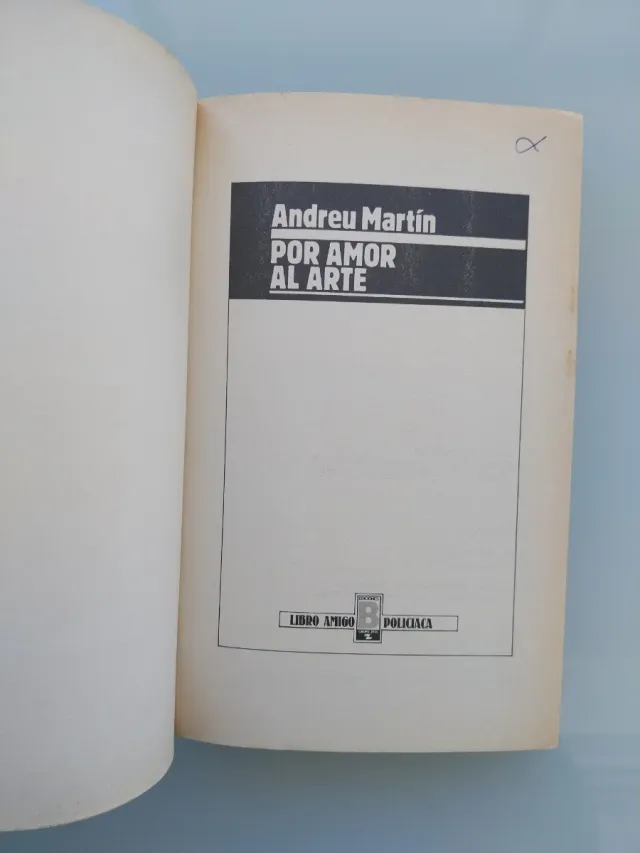 α
Andreu Martín
POR AMOR
AL ARTE
LIBRO AMIGO B POLICIACA